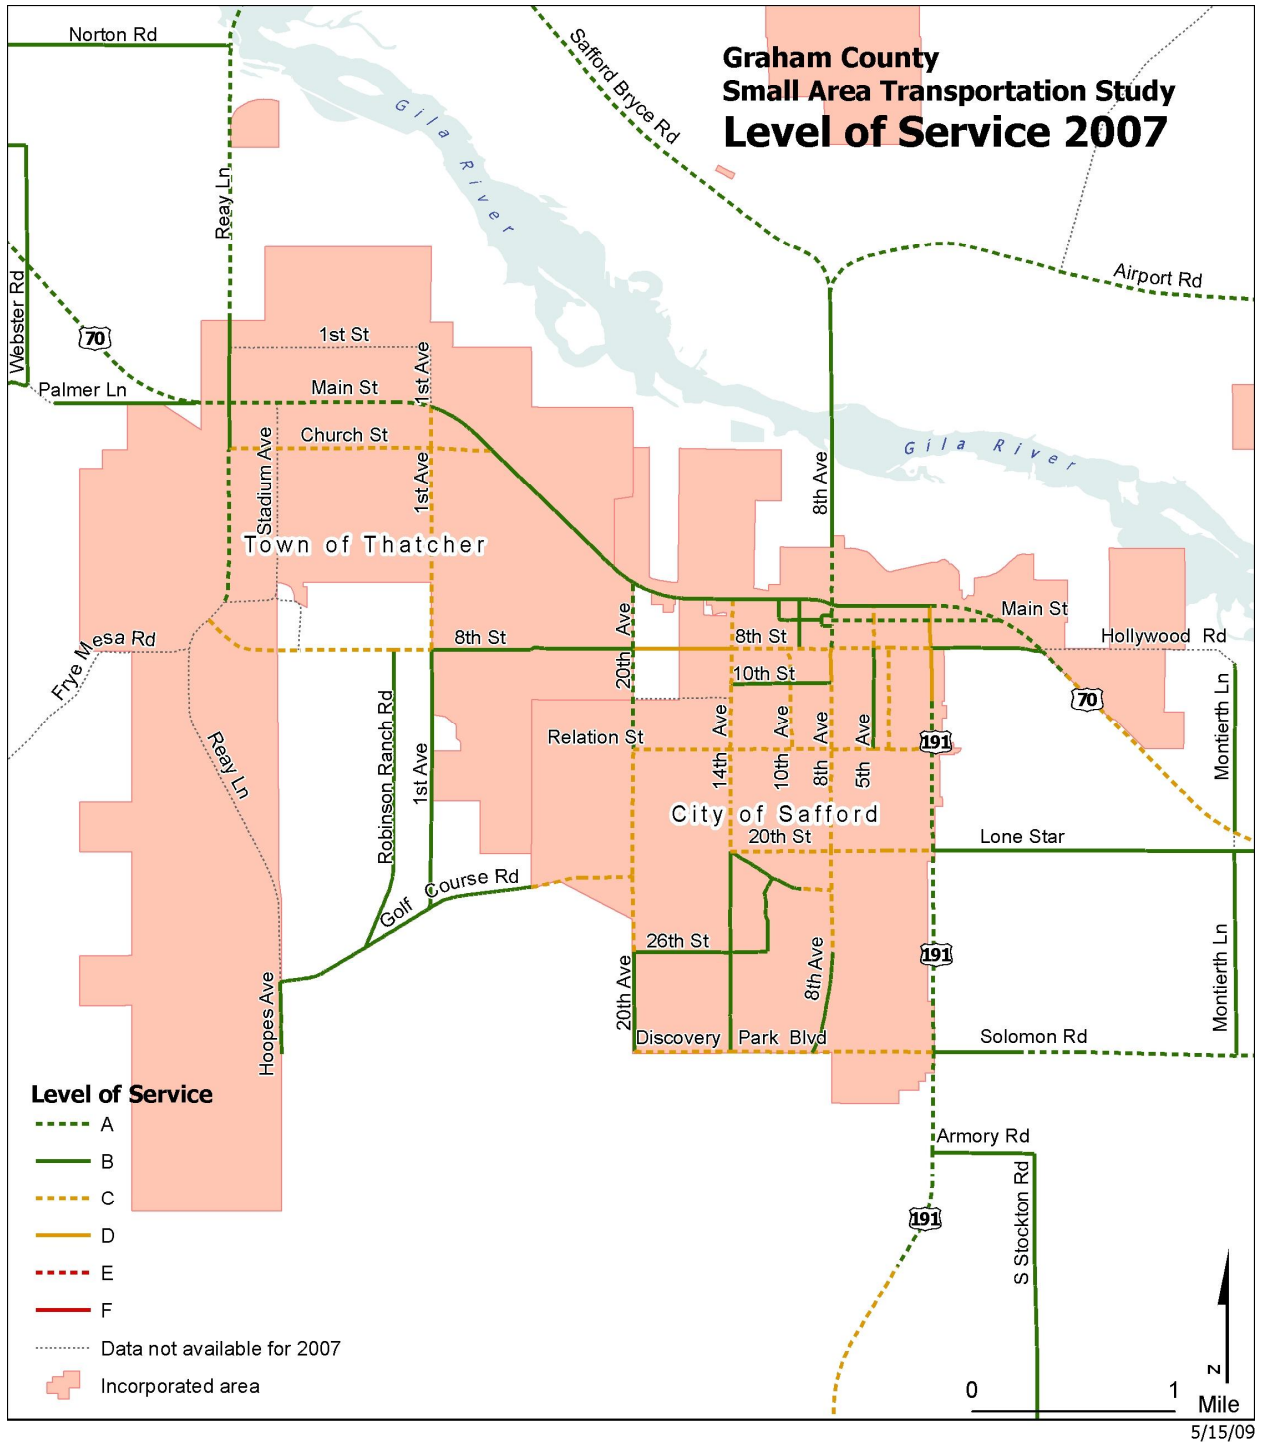 Norton Rd
Safford Bryce Rd
Graham County
Small Area Transportation Study
Level of Service 2007
Gila River
Reay Ln
Webster Rd
70
Airport Rd
1st St
1st Ave
Palmer Ln
Main St
Church St
Stadium Ave
1st Ave
8th Ave
Gila River
Town of Thatcher
Main St
Frye Mesa Rd
8th St
20th Ave
8th St
Hollywood Rd
10th St
70
Montierth Ln
Robinson Ranch Rd
1st Ave
Reay Ln
Relation St
14th Ave
10th Ave
8th Ave
5th Ave
191
City of Safford
20th St
Lone Star
Golf Course Rd
26th St
191
8th Ave
20th Ave
Montierth Ln
Hoopes Ave
Discovery Park Blvd
Solomon Rd
Level of Service
A
B
C
D
E
F
Data not available for 2007
Incorporated area
Armory Rd
S Stockton Rd
191
N
0 1
Mile
5/15/09